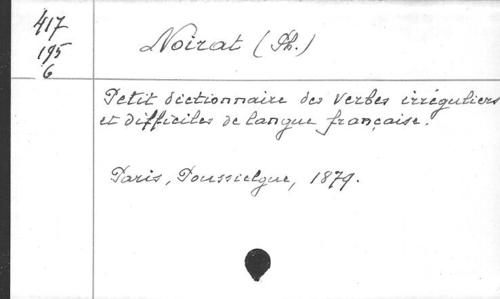 417
195
6
Noirat (Ph.)
Petit dictionnaire des verbes irréguliers
et difficiles de langue française.
Paris, Poussielgue, 1879.